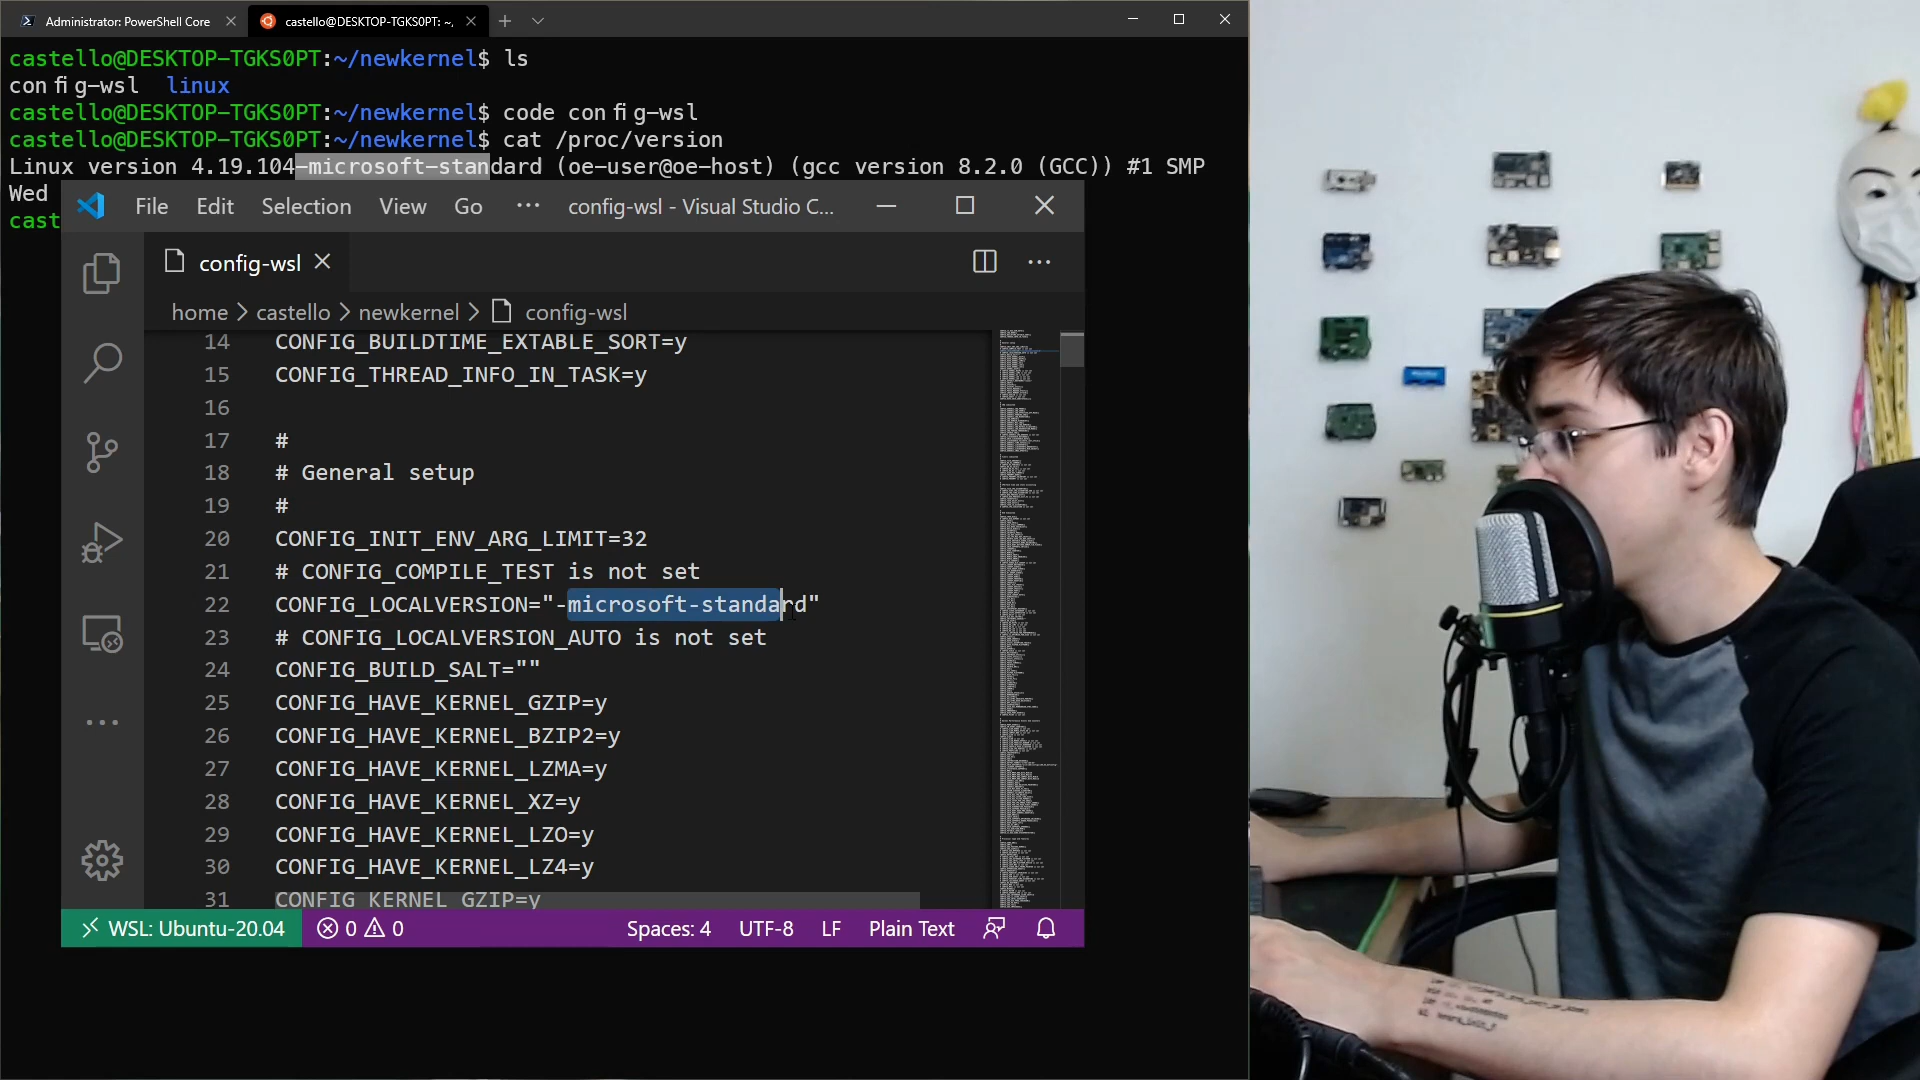 Administrator: PowerShell Core
castello@DESKTOP-TGKS0PT: ~,
castello@DESKTOP-TGKS0PT:~/newkernel$ ls
config-wsl linux
castello@DESKTOP-TGKS0PT:~/newkernel$ code config-wsl
castello@DESKTOP-TGKS0PT:~/newkernel$ cat /proc/version
Linux version 4.19.104-microsoft-standard (oe-user@oe-host) (gcc version 8.2.0 (GCC)) #1 SMP
Wed
cast
File Edit Selection View Go ··· config-wsl - Visual Studio C...
config-wsl
home > castello > newkernel > config-wsl
14 CONFIG_BUILDTIME_EXTABLE_SORT=y
15 CONFIG_THREAD_INFO_IN_TASK=y
16
17 #
18 # General setup
19 #
20 CONFIG_INIT_ENV_ARG_LIMIT=32
21 # CONFIG_COMPILE_TEST is not set
22 CONFIG_LOCALVERSION="-microsoft-standard"
23 # CONFIG_LOCALVERSION_AUTO is not set
24 CONFIG_BUILD_SALT=""
25 CONFIG_HAVE_KERNEL_GZIP=y
26 CONFIG_HAVE_KERNEL_BZIP2=y
27 CONFIG_HAVE_KERNEL_LZMA=y
28 CONFIG_HAVE_KERNEL_XZ=y
29 CONFIG_HAVE_KERNEL_LZO=y
30 CONFIG_HAVE_KERNEL_LZ4=y
31 CONFIG_KERNEL_GZIP=y
WSL: Ubuntu-20.04 0 0 Spaces: 4 UTF-8 LF Plain Text